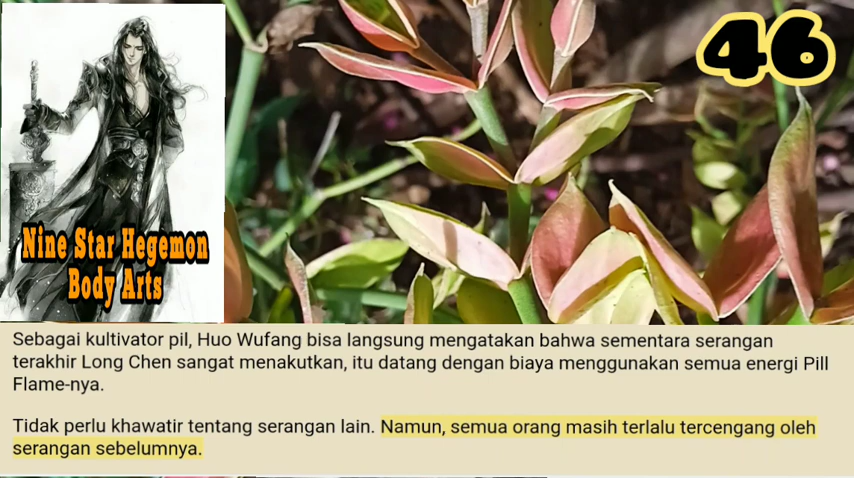 46
Nine Star Hegemon
Body Arts
Sebagai kultivator pil, Huo Wufang bisa langsung mengatakan bahwa sementara serangan
terakhir Long Chen sangat menakutkan, itu datang dengan biaya menggunakan semua energi Pill
Flame-nya.
Tidak perlu khawatir tentang serangan lain. Namun, semua orang masih terlalu tercengang oleh
serangan sebelumnya.